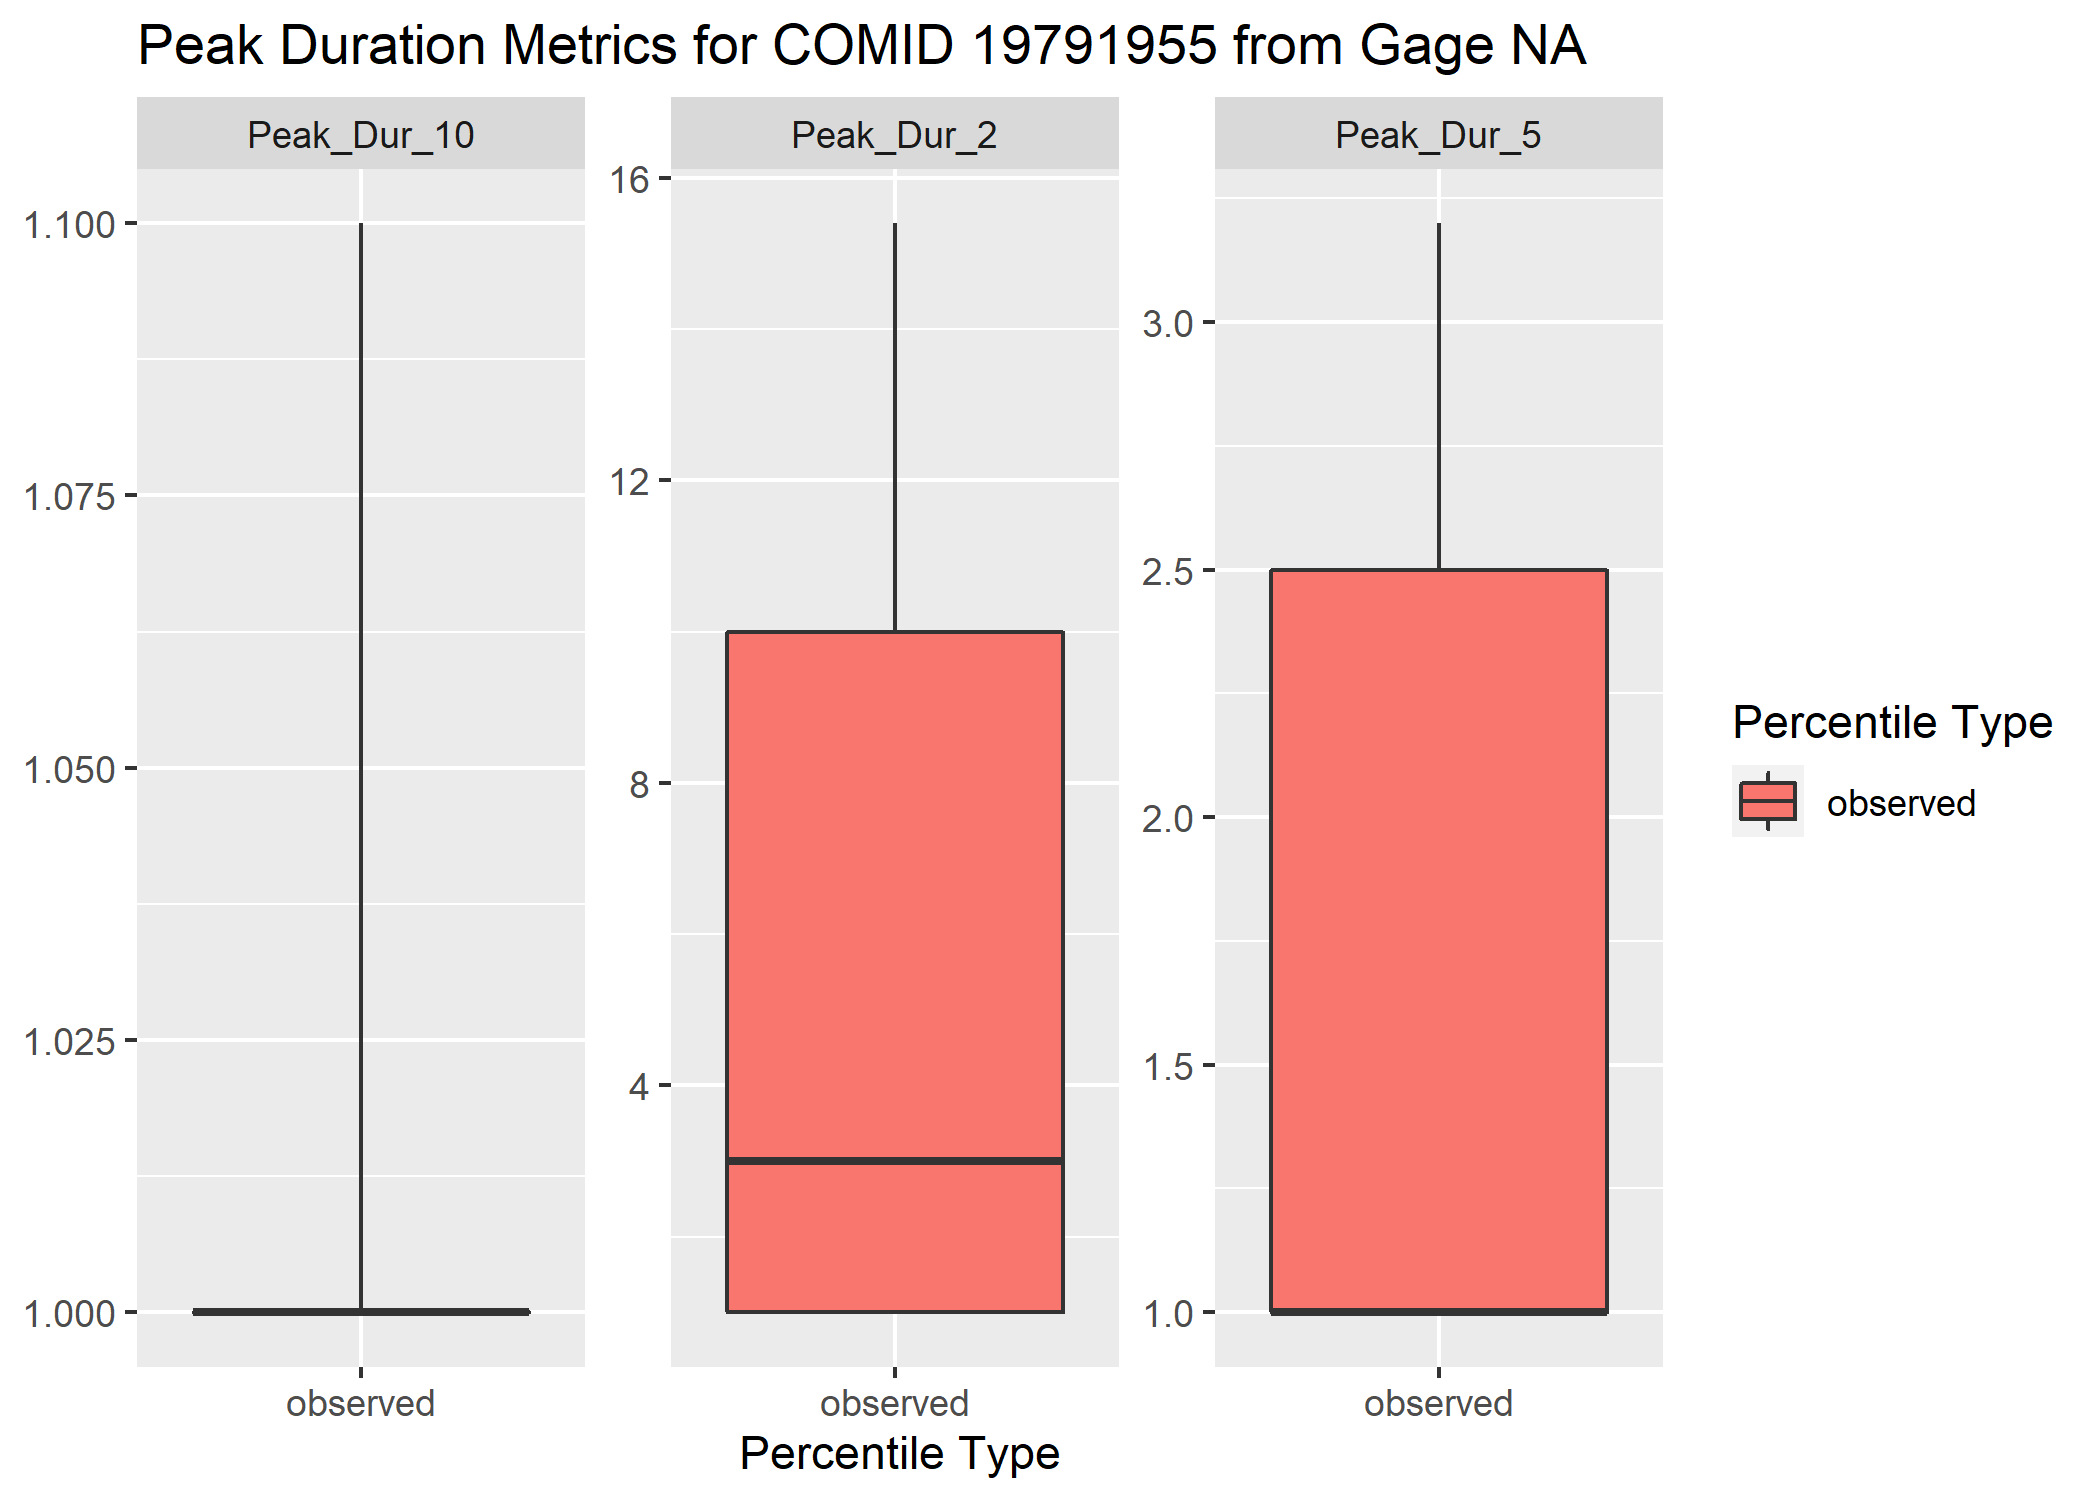 Peak Duration Metrics for COMID 19791955 from Gage NA
Peak_Dur_10
Peak_Dur_2
Peak_Dur_5
1.100
1.075
1.050
1.025
1.000
16
12
8
4
3.0
2.5
2.0
1.5
1.0
observed
observed
observed
Percentile Type
Percentile Type
observed